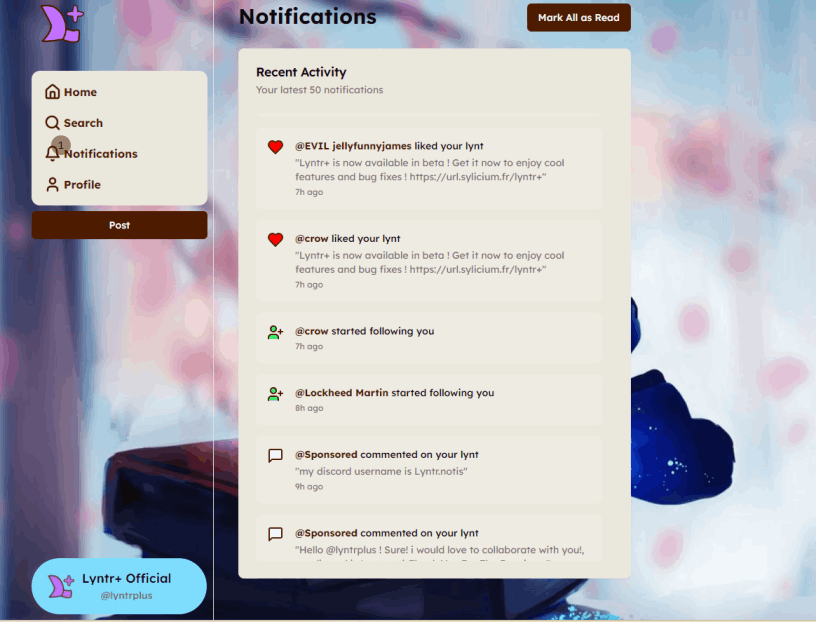 Notifications
Mark All as Read
Home
Search
1
Notifications
Profile
Post
Recent Activity
Your latest 50 notifications
@EVIL jellyfunnyjames liked your lynt
"Lyntr+ is now available in beta ! Get it now to enjoy cool
features and bug fixes ! https://url.sylicium.fr/lyntr+"
7h ago
@crow liked your lynt
"Lyntr+ is now available in beta ! Get it now to enjoy cool
features and bug fixes ! https://url.sylicium.fr/lyntr+"
7h ago
@crow started following you
7h ago
@Lockheed Martin started following you
8h ago
@Sponsored commented on your lynt
"my discord username is Lyntr.notis"
9h ago
@Sponsored commented on your lynt
"Hello @lyntrplus ! Sure! i would love to collaborate with you!,
Lyntr+ Official
@lyntrplus